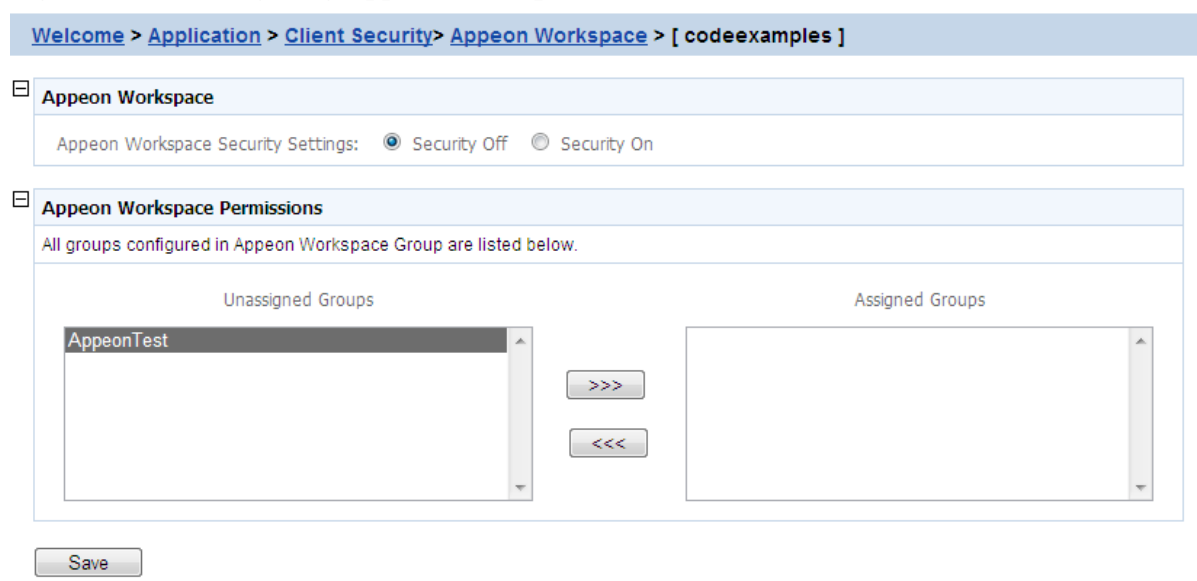 Welcome > Application > Client Security> Appeon Workspace > [ codeexamples ]
Appeon Workspace
Appeon Workspace Security Settings: Security Off Security On
Appeon Workspace Permissions
All groups configured in Appeon Workspace Group are listed below.
Unassigned Groups Assigned Groups
AppeonTest
>>>
<<<
Save